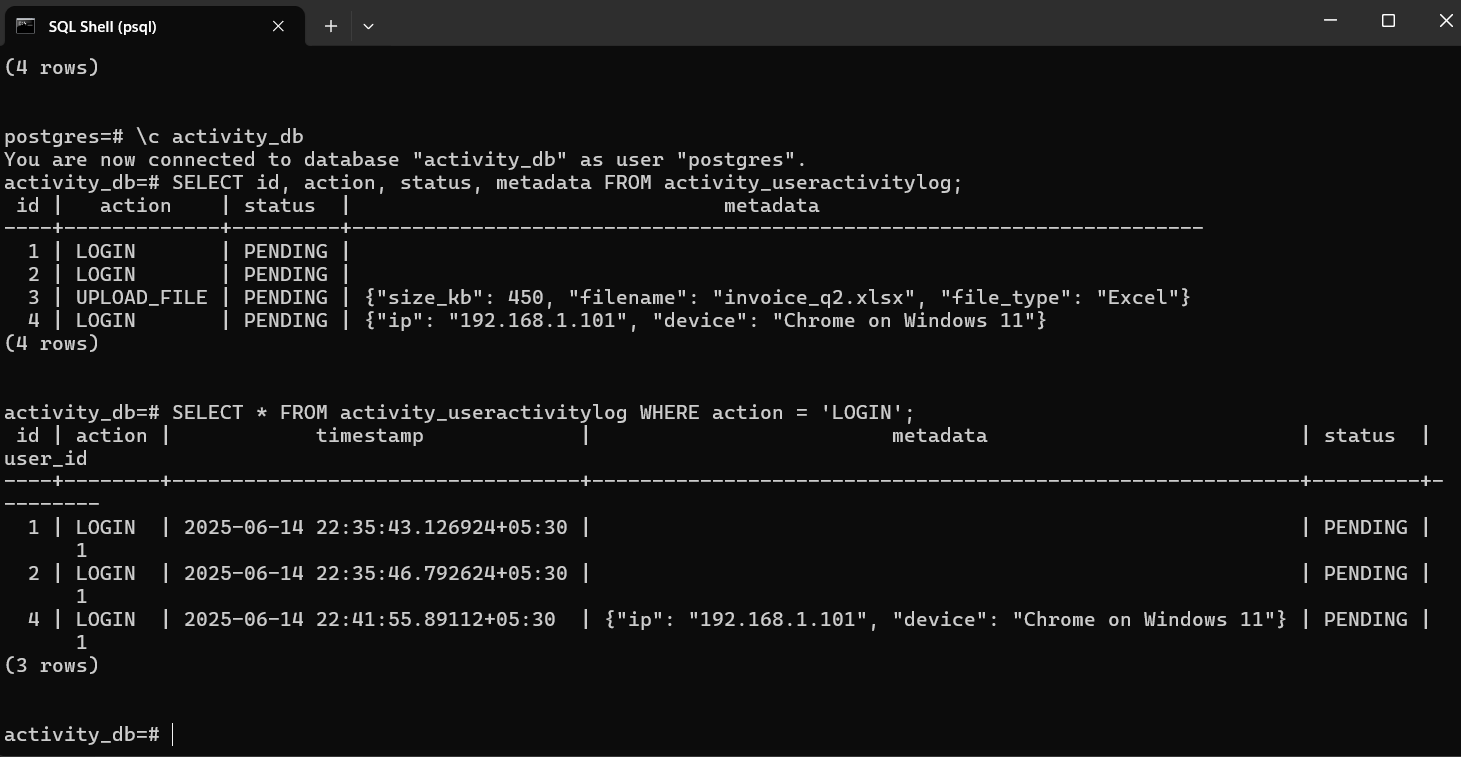 SQL Shell (psql)
(4 rows)
postgres=# \c activity_db
You are now connected to database "activity_db" as user "postgres".
activity_db=# SELECT id, action, status, metadata FROM activity_useractivitylog;
 id |   action    | status  |                               metadata
----+-------------+---------+-----------------------------------------------------------------------
  1 | LOGIN       | PENDING |
  2 | LOGIN       | PENDING |
  3 | UPLOAD_FILE | PENDING | {"size_kb": 450, "filename": "invoice_q2.xlsx", "file_type": "Excel"}
  4 | LOGIN       | PENDING | {"ip": "192.168.1.101", "device": "Chrome on Windows 11"}
(4 rows)
activity_db=# SELECT * FROM activity_useractivitylog WHERE action = 'LOGIN';
 id | action |            timestamp             |                         metadata                          | status  |
user_id
----+--------+----------------------------------+-----------------------------------------------------------+---------+-
--------
  1 | LOGIN  | 2025-06-14 22:35:43.126924+05:30 |                                                           | PENDING |
      1
  2 | LOGIN  | 2025-06-14 22:35:46.792624+05:30 |                                                           | PENDING |
      1
  4 | LOGIN  | 2025-06-14 22:41:55.89112+05:30  | {"ip": "192.168.1.101", "device": "Chrome on Windows 11"} | PENDING |
      1
(3 rows)
activity_db=#